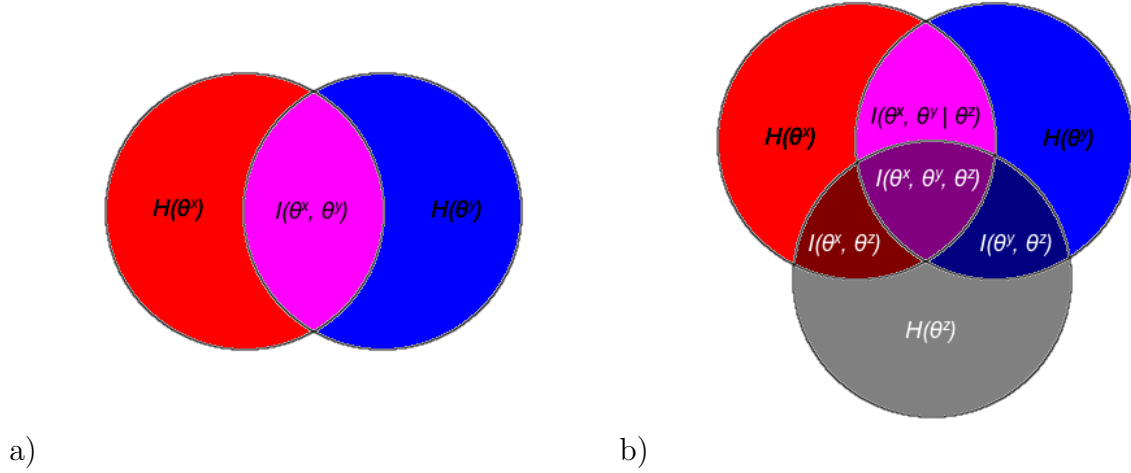 H(θˣ)
I(θˣ, θʸ)
H(θʸ)
a)
H(θˣ)
I(θˣ, θʸ | θᶻ)
H(θʸ)
I(θˣ, θʸ, θᶻ)
I(θˣ, θᶻ)
I(θʸ, θᶻ)
H(θᶻ)
b)